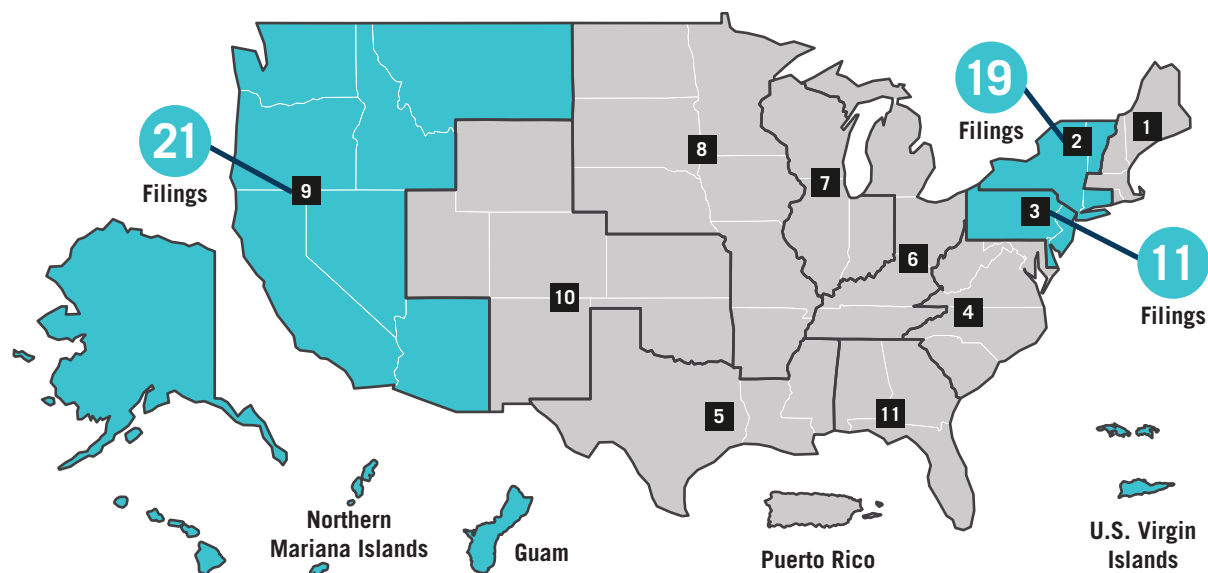 19
Filings
1
2
21
Filings
8
7
9
3
6
11
Filings
10
4
5
11
Northern
Mariana Islands
Guam
Puerto Rico
U.S. Virgin
Islands